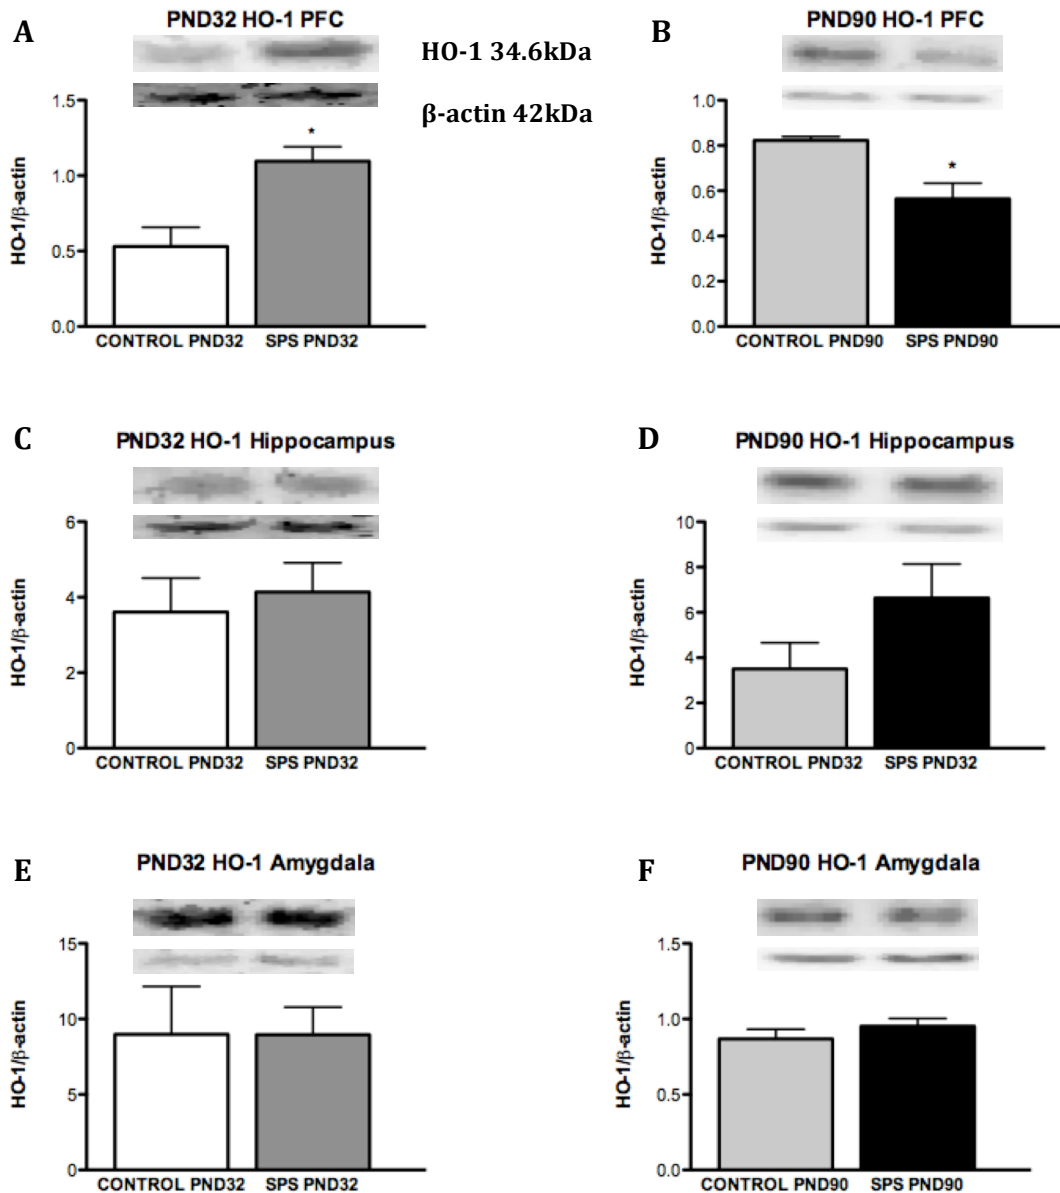 A
PND32 HO-1 PFC
HO-1 34.6kDa
β-actin 42kDa
HO-1/β-actin
1.5
1.0
0.5
0.0
*
CONTROL PND32 SPS PND32
B
PND90 HO-1 PFC
HO-1/β-actin
1.0
0.8
0.6
0.4
0.2
0.0
*
CONTROL PND90 SPS PND90
C
PND32 HO-1 Hippocampus
HO-1/β-actin
6
4
2
0
CONTROL PND32 SPS PND32
D
PND90 HO-1 Hippocampus
HO-1/β-actin
10
8
6
4
2
0
CONTROL PND32 SPS PND32
E
PND32 HO-1 Amygdala
HO-1/β-actin
15
10
5
0
CONTROL PND32 SPS PND32
F
PND90 HO-1 Amygdala
HO-1/β-actin
1.5
1.0
0.5
0.0
CONTROL PND90 SPS PND90